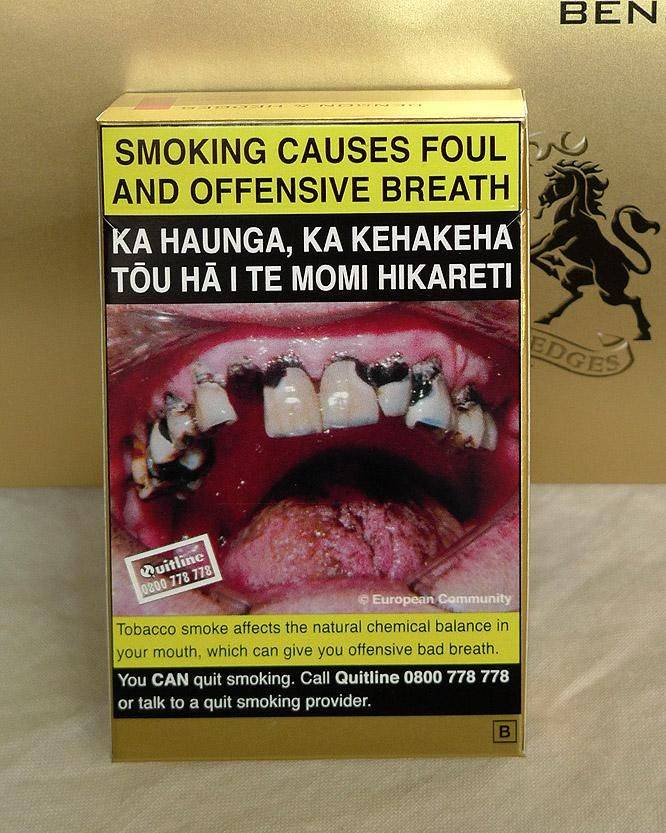 BEN
BENSON & HEDGES
SMOKING CAUSES FOUL
AND OFFENSIVE BREATH
KA HAUNGA, KA KEHAKEHA
TŌU HĀ I TE MOMI HIKARETI
EDGES
Quitline
0800 778 778
© European Community
Tobacco smoke affects the natural chemical balance in
your mouth, which can give you offensive bad breath.
You CAN quit smoking. Call Quitline 0800 778 778
or talk to a quit smoking provider.
B